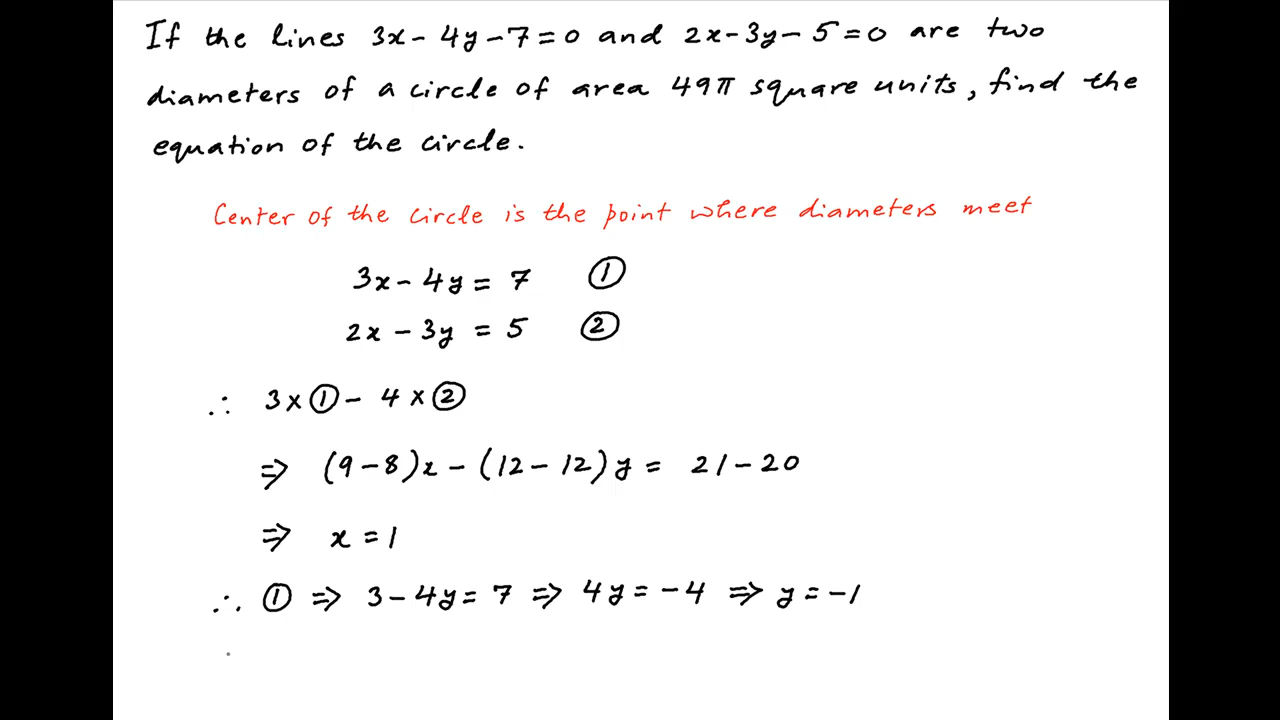 If the lines 3x - 4y - 7 = 0 and 2x - 3y - 5 = 0 are two
diameters of a circle of area 49π square units, find the
equation of the circle.
Center of the circle is the point where diameters meet
3x - 4y = 7 ①
2x - 3y = 5 ②
∴ 3 × ① - 4 × ②
⇒ (9 - 8)x - (12 - 12)y = 21 - 20
⇒ x = 1
∴ ① ⇒ 3 - 4y = 7 ⇒ 4y = -4 ⇒ y = -1